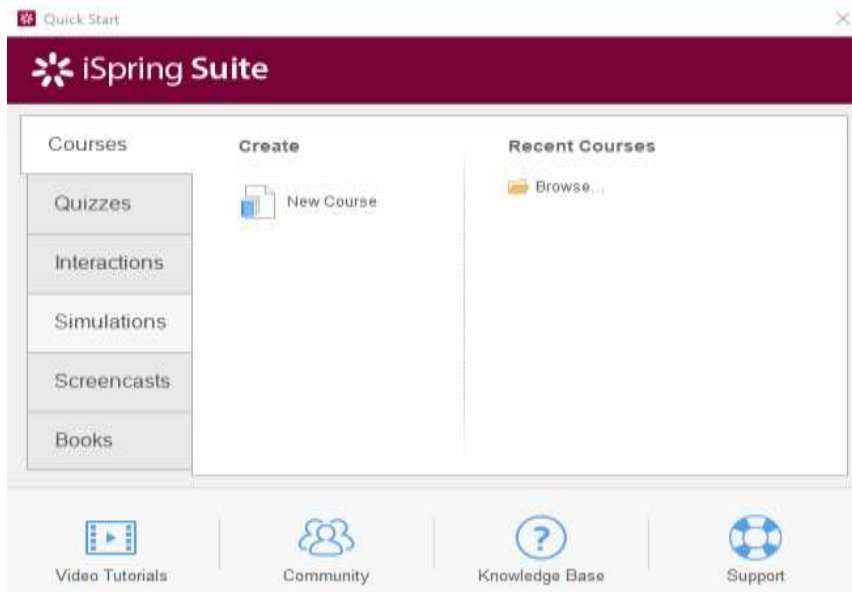 Quick Start
iSpring Suite
Courses
Quizzes
Interactions
Simulations
Screencasts
Books
Create
New Course
Recent Courses
Browse...
Video Tutorials
Community
Knowledge Base
Support